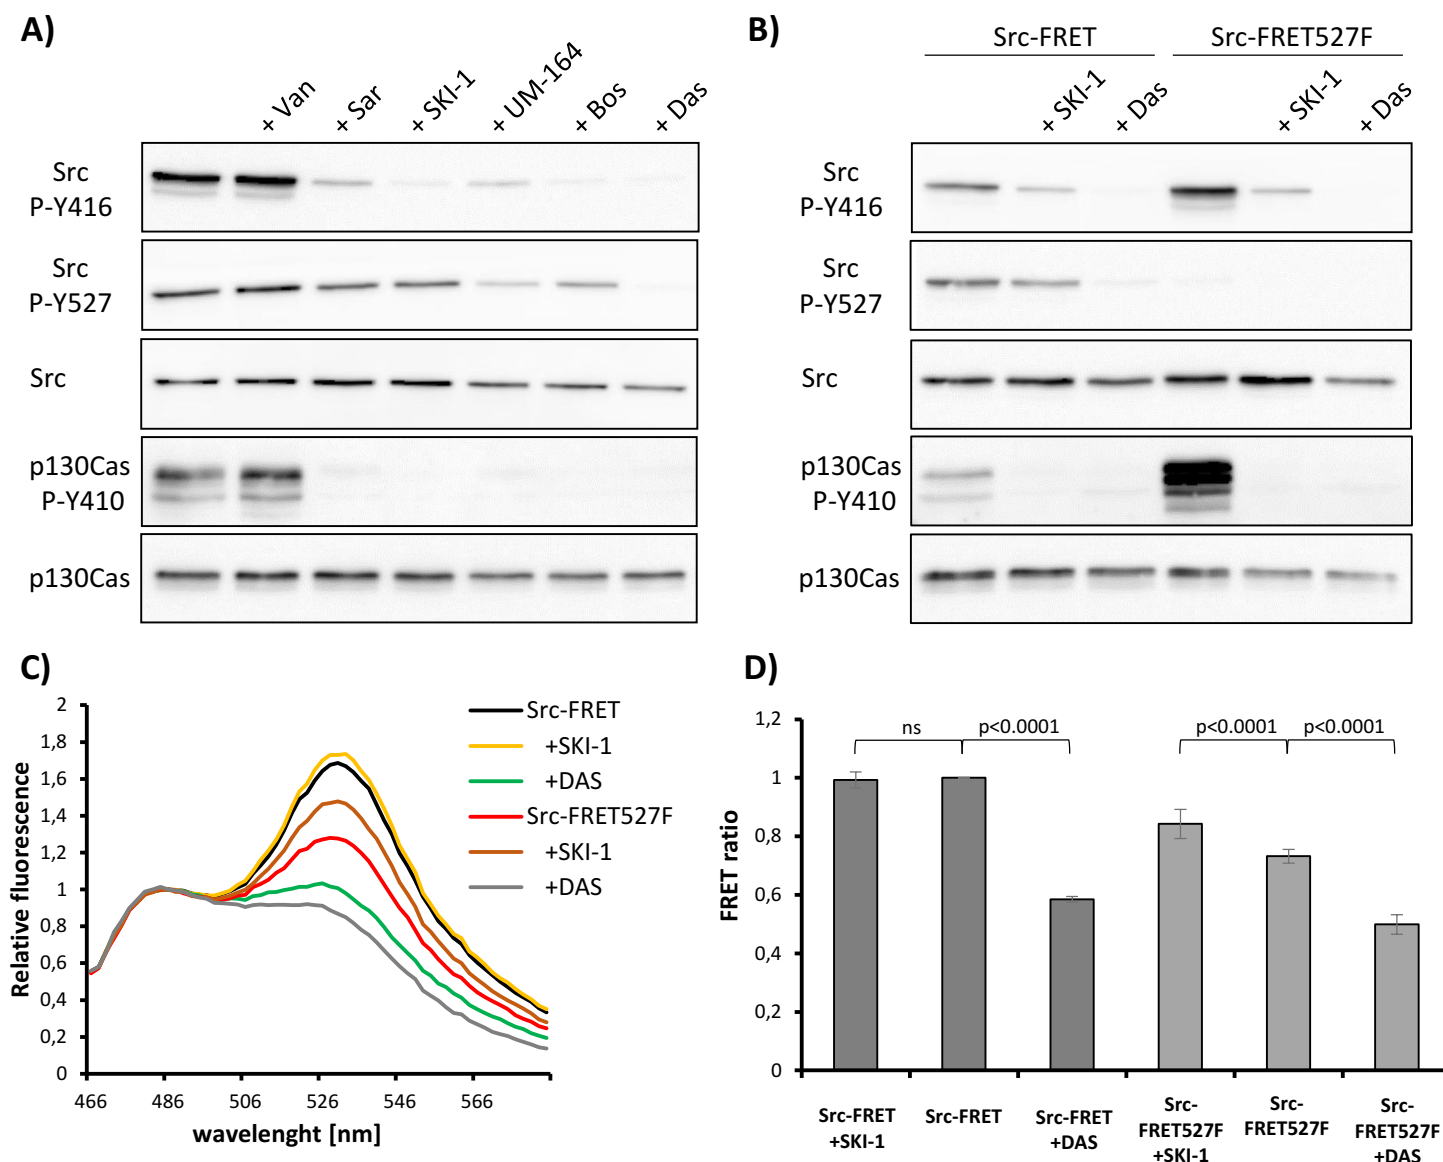 A)
+ Van
+ Sar
+ SKI-1
+ UM-164
+ Bos
+ Das
Src
P-Y416
Src
P-Y527
Src
p130Cas
P-Y410
p130Cas
B)
Src-FRET
Src-FRET527F
+ SKI-1
+ Das
+ SKI-1
+ Das
Src
P-Y416
Src
P-Y527
Src
p130Cas
P-Y410
p130Cas
C)
Relative fluorescence
2
1,8
1,6
1,4
1,2
1
0,8
0,6
0,4
0,2
0
466
486
506
526
546
566
wavelenght [nm]
Src-FRET
+SKI-1
+DAS
Src-FRET527F
+SKI-1
+DAS
D)
FRET ratio
1,2
1
0,8
0,6
0,4
0,2
0
ns
p<0.0001
p<0.0001
p<0.0001
Src-FRET
+SKI-1
Src-FRET
Src-FRET
+DAS
Src-
FRET527F
+SKI-1
Src-
FRET527F
Src-
FRET527F
+DAS